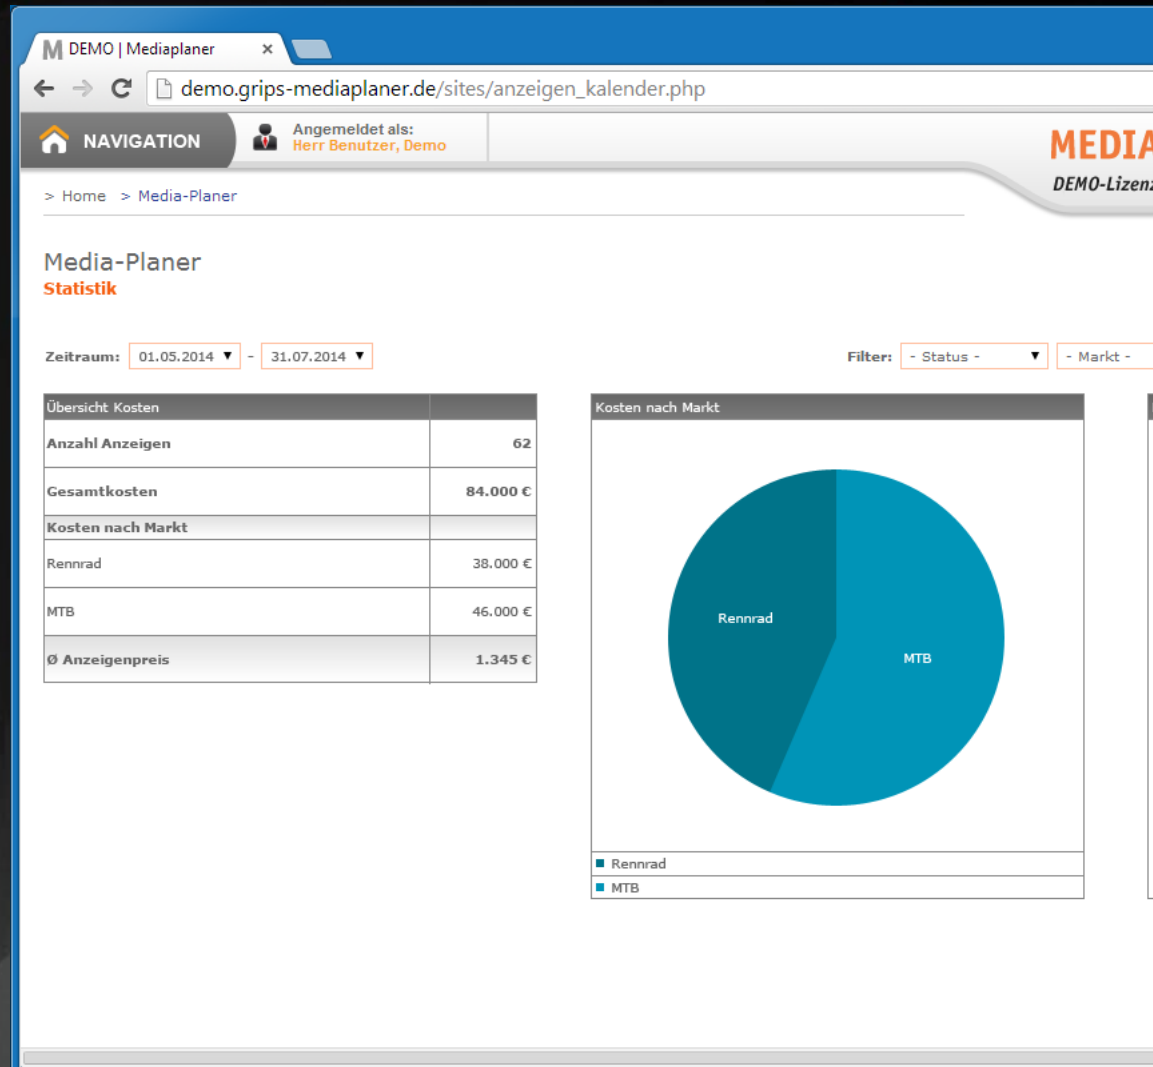 DEMO | Mediaplaner
demo.grips-mediaplaner.de/sites/anzeigen_kalender.php
NAVIGATION
Angemeldet als:
Herr Benutzer, Demo
MEDIA
DEMO-Lizenz
> Home > Media-Planer
Media-Planer
Statistik
Zeitraum: 01.05.2014 - 31.07.2014
Filter: - Status - - Markt -
Übersicht Kosten
Anzahl Anzeigen 62
Gesamtkosten 84.000 €
Kosten nach Markt
Rennrad 38.000 €
MTB 46.000 €
Ø Anzeigenpreis 1.345 €
Kosten nach Markt
Rennrad
MTB
Rennrad
MTB